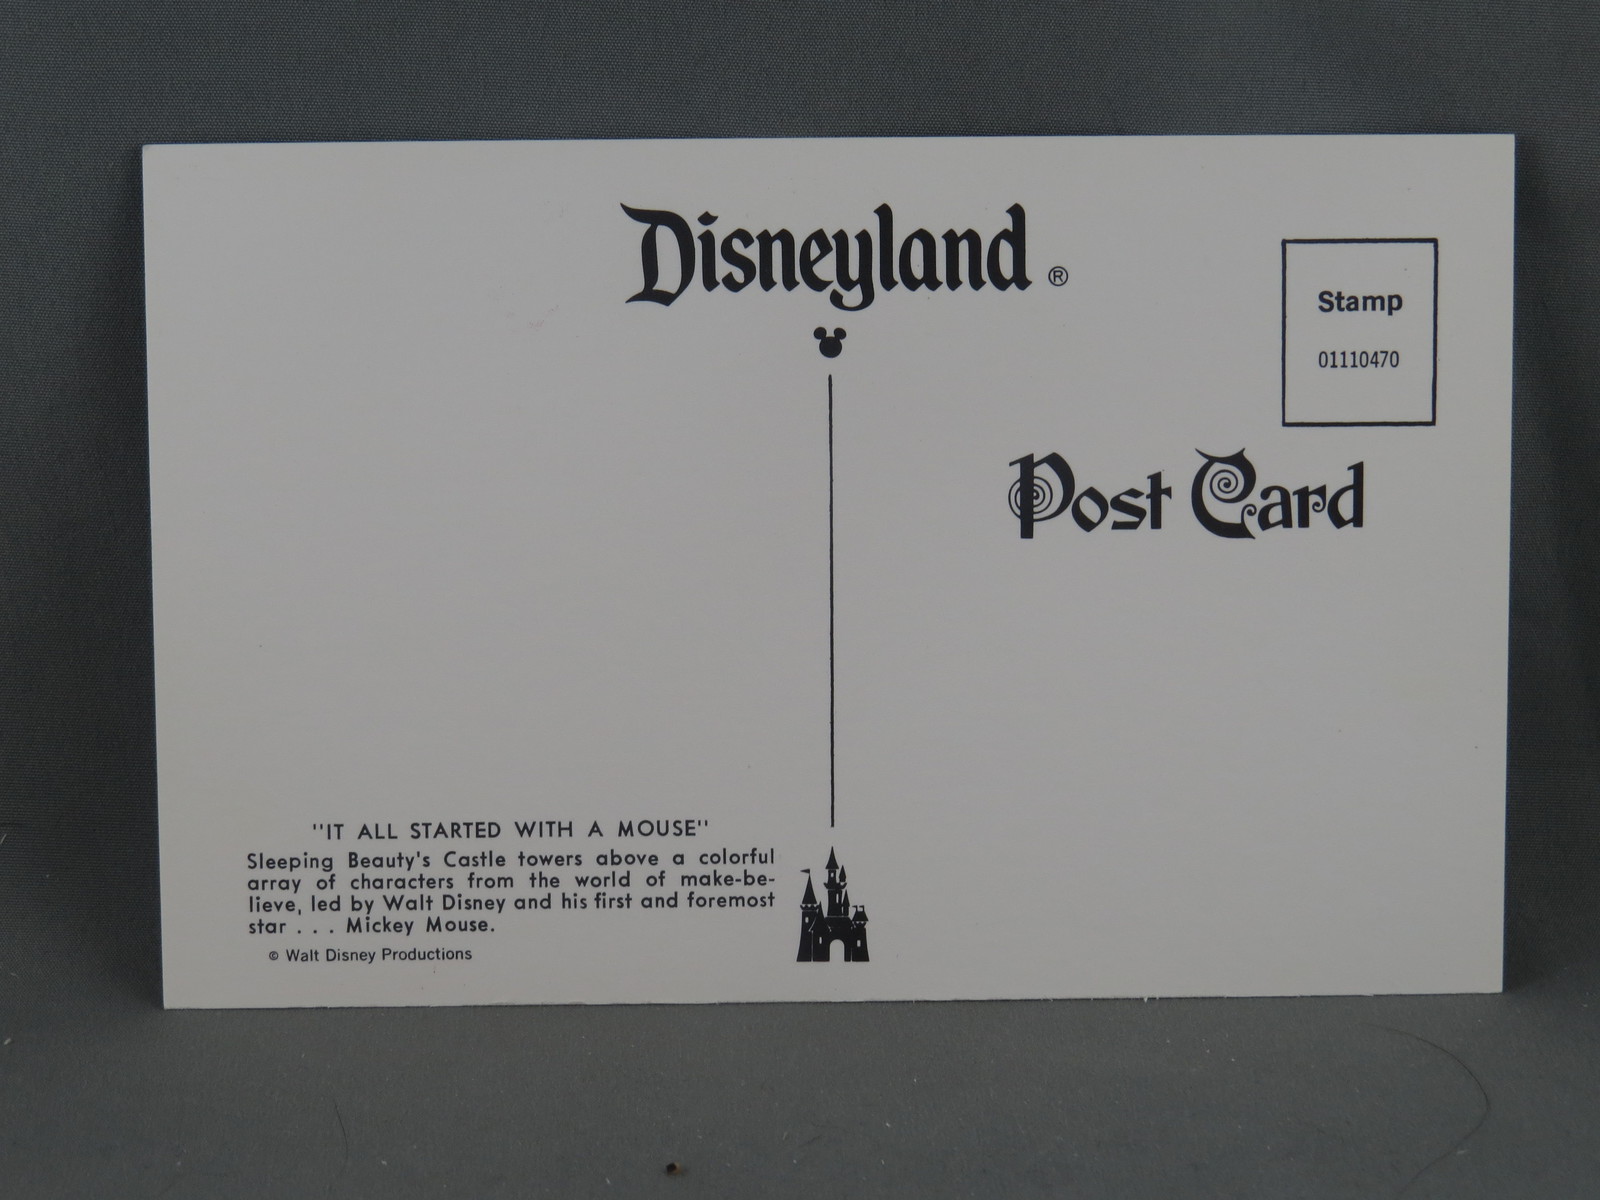 Disneyland ®
Stamp
01110470
Post Card
"IT ALL STARTED WITH A MOUSE"
Sleeping Beauty's Castle towers above a colorful
array of characters from the world of make-be-
lieve, led by Walt Disney and his first and foremost
star . . . Mickey Mouse.
© Walt Disney Productions